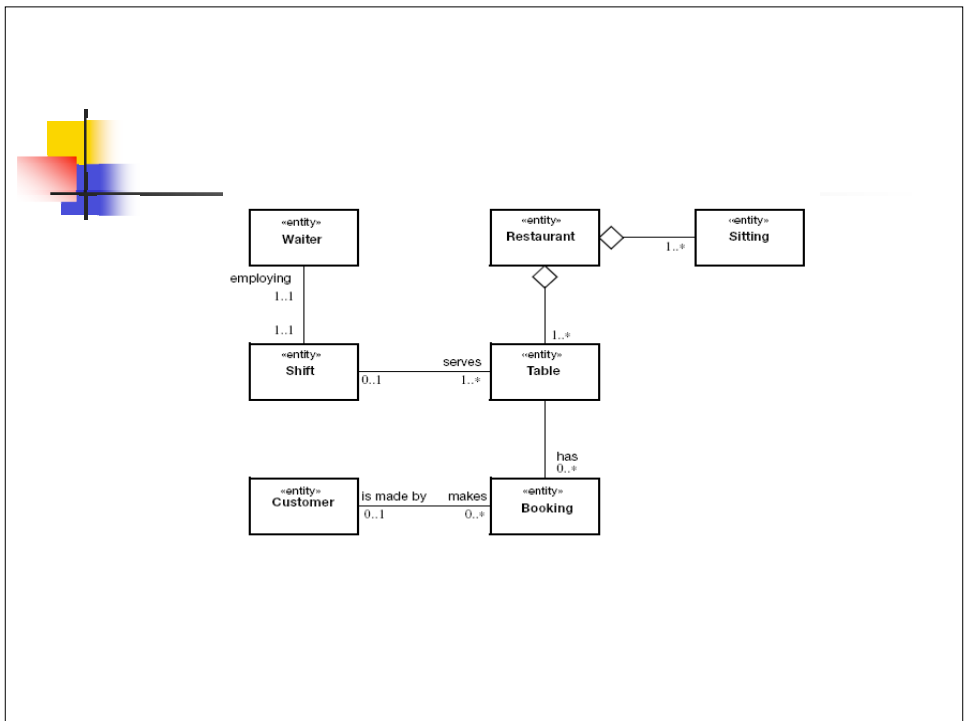 «entity»
Waiter
«entity»
Restaurant
«entity»
Sitting
1..*
employing
1..1
1..1
1..*
«entity»
Shift
serves
0..1
1..*
«entity»
Table
has
0..*
«entity»
Customer
is made by
makes
0..1
0..*
«entity»
Booking